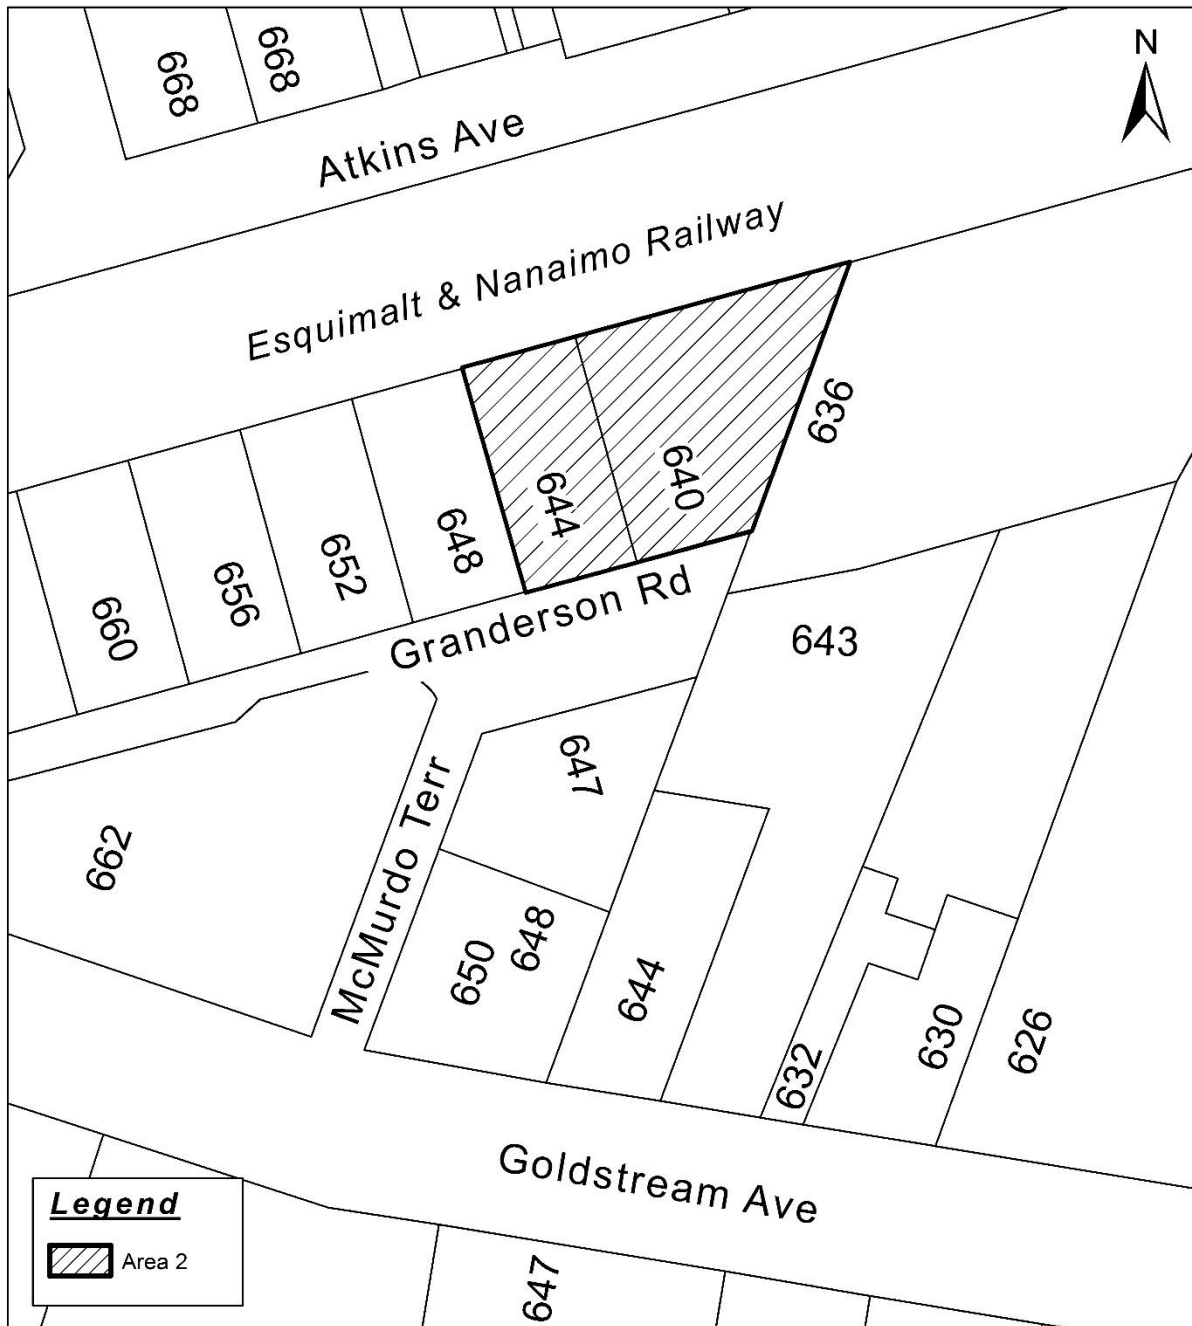 668
668
N
Atkins Ave
Esquimalt & Nanaimo Railway
636
640
644
648
652
656
660
Granderson Rd
643
647
662
McMurdo Terr
650
648
644
632
630
626
Goldstream Ave
Legend
Area 2
647